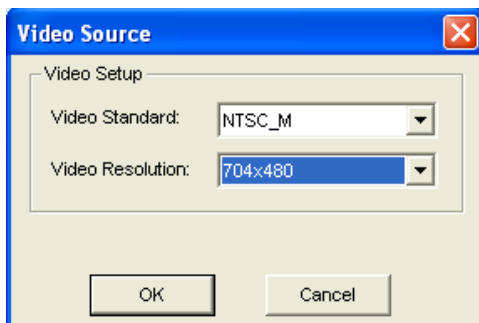 Video Source
Video Setup
Video Standard: NTSC_M
Video Resolution: 704x480
OK Cancel